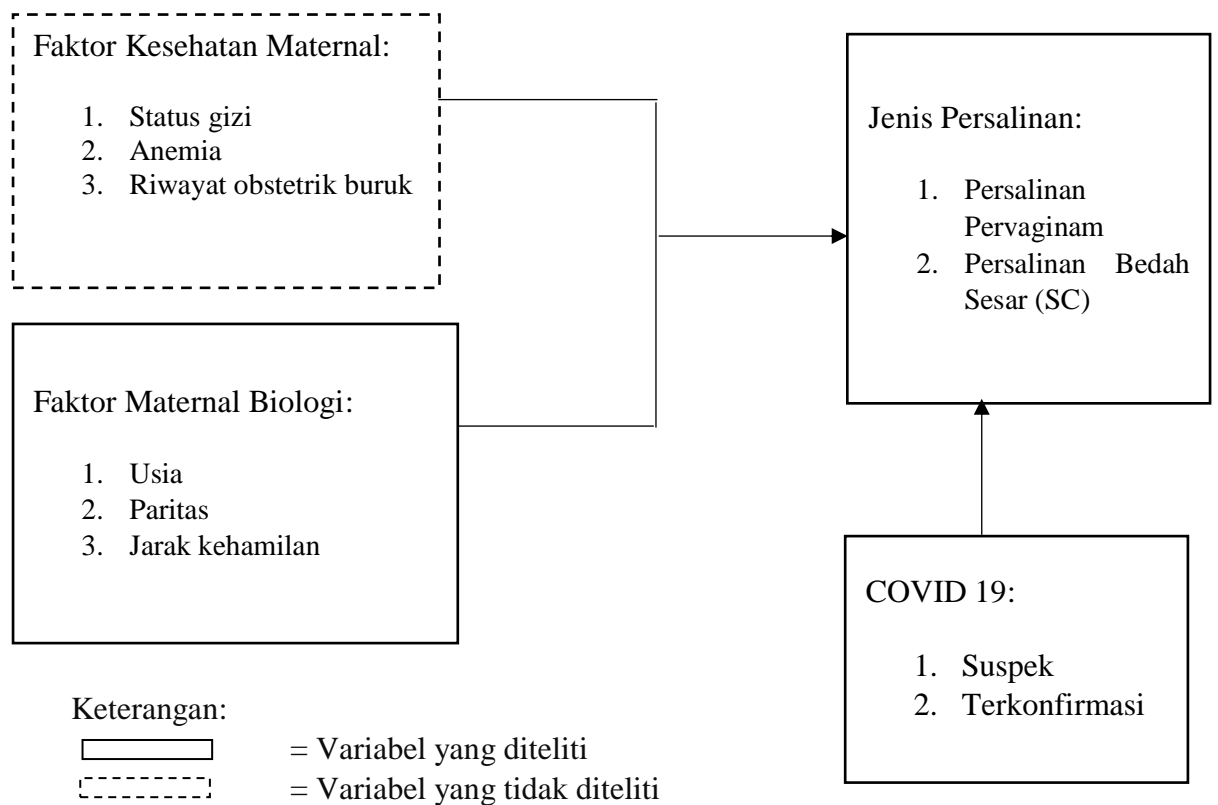 Faktor Kesehatan Maternal:
1. Status gizi
2. Anemia
3. Riwayat obstetrik buruk
Faktor Maternal Biologi:
1. Usia
2. Paritas
3. Jarak kehamilan
Jenis Persalinan:
1. Persalinan
Pervaginam
2. Persalinan Bedah
Sesar (SC)
COVID 19:
1. Suspek
2. Terkonfirmasi
Keterangan:
= Variabel yang diteliti
= Variabel yang tidak diteliti